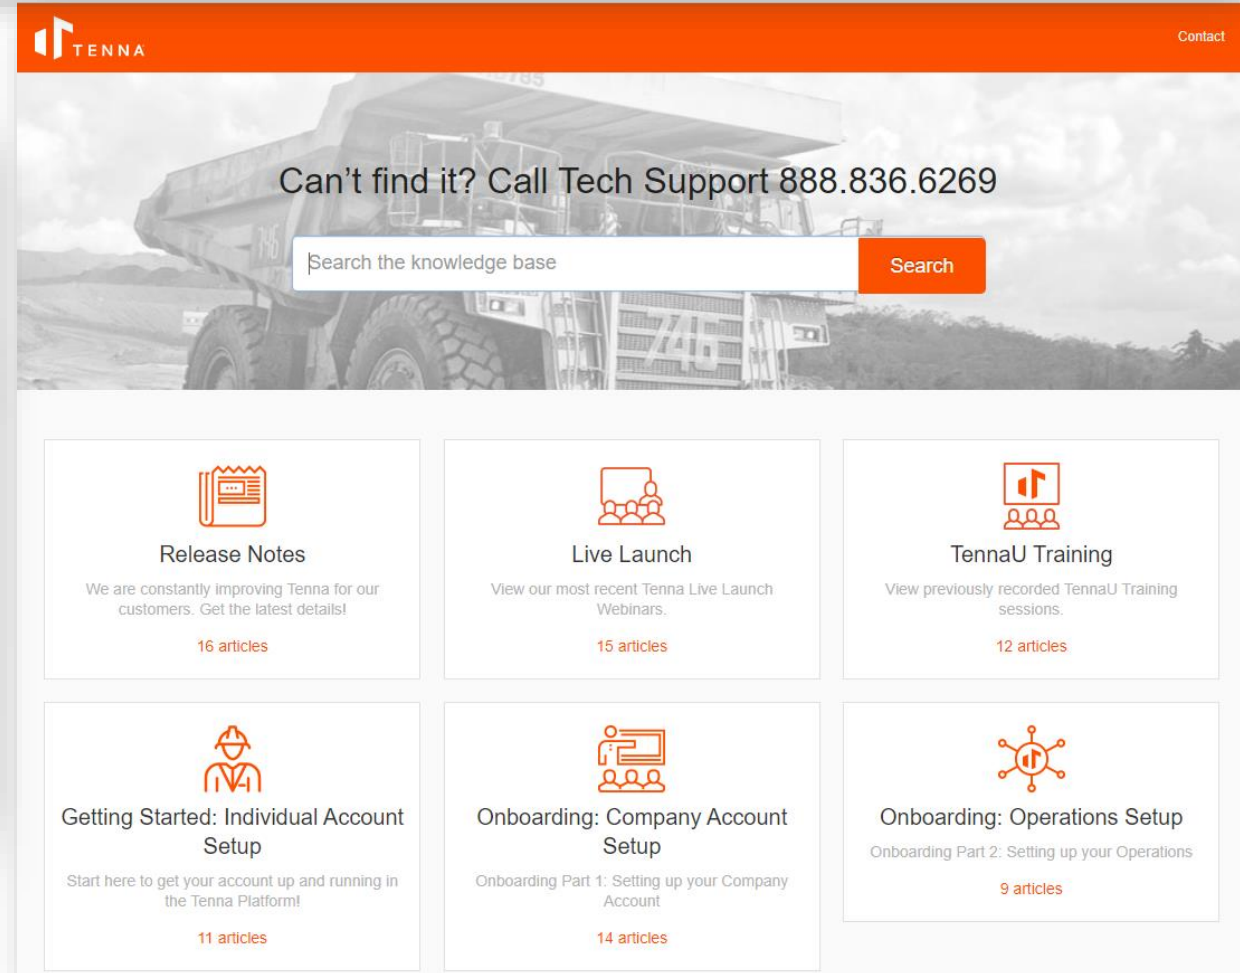 TENNA
Contact
785
Can't find it? Call Tech Support 888.836.6269
746
Search the knowledge base
Search
746
Release Notes
We are constantly improving Tenna for our
customers. Get the latest details!
16 articles
Live Launch
View our most recent Tenna Live Launch
Webinars.
15 articles
TennaU Training
View previously recorded TennaU Training
sessions.
12 articles
Getting Started: Individual Account
Setup
Start here to get your account up and running in
the Tenna Platform!
11 articles
Onboarding: Company Account
Setup
Onboarding Part 1: Setting up your Company
Account
14 articles
Onboarding: Operations Setup
Onboarding Part 2: Setting up your Operations
9 articles